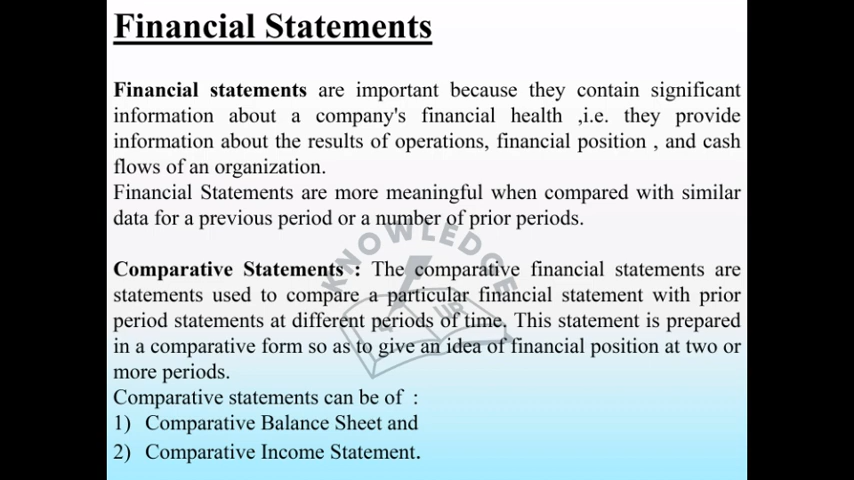 Financial Statements
Financial statements are important because they contain significant
information about a company's financial health ,i.e. they provide
information about the results of operations, financial position , and cash
flows of an organization.
Financial Statements are more meaningful when compared with similar
data for a previous period or a number of prior periods.
KNOWLEDGE
Comparative Statements : The comparative financial statements are
statements used to compare a particular financial statement with prior
period statements at different periods of time. This statement is prepared
in a comparative form so as to give an idea of financial position at two or
more periods.
Comparative statements can be of :
1) Comparative Balance Sheet and
2) Comparative Income Statement.